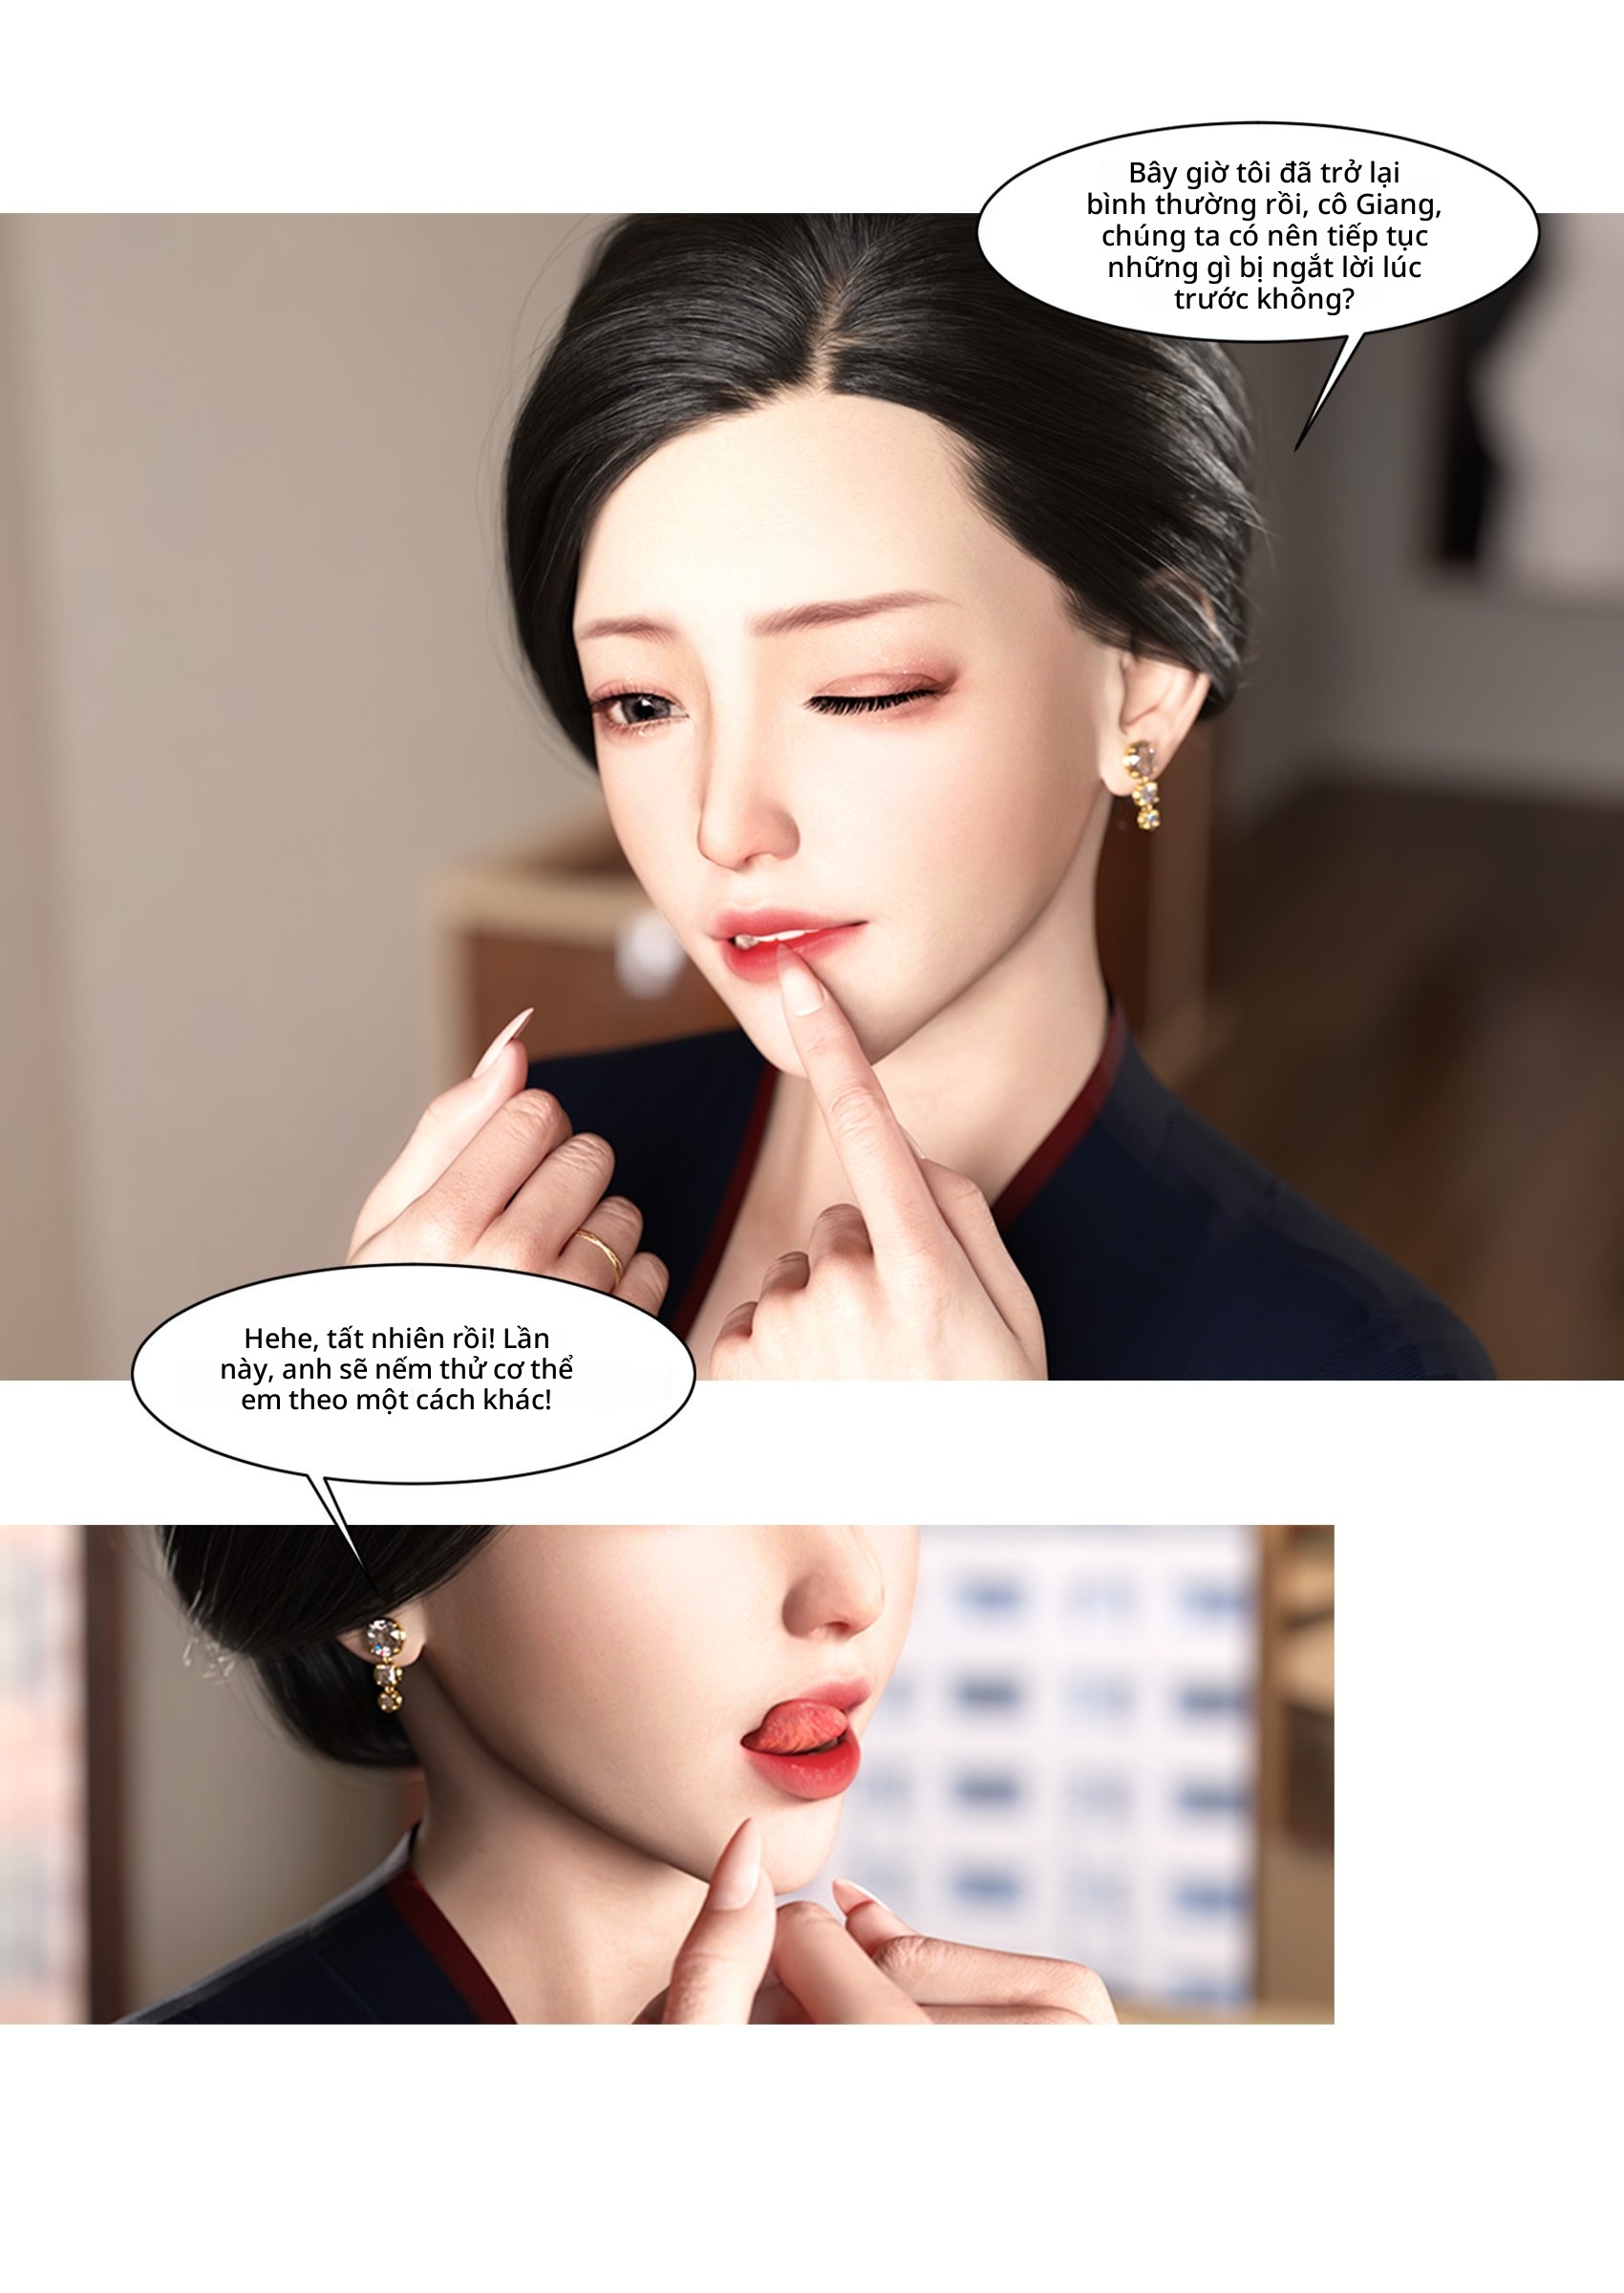 Bây giờ tôi đã trở lại
bình thường rồi, cô Giang,
chúng ta có nên tiếp tục
những gì bị ngắt lời lúc
trước không?
Hehe, tất nhiên rồi! Lần
này, anh sẽ nếm thử cơ thể
em theo một cách khác!